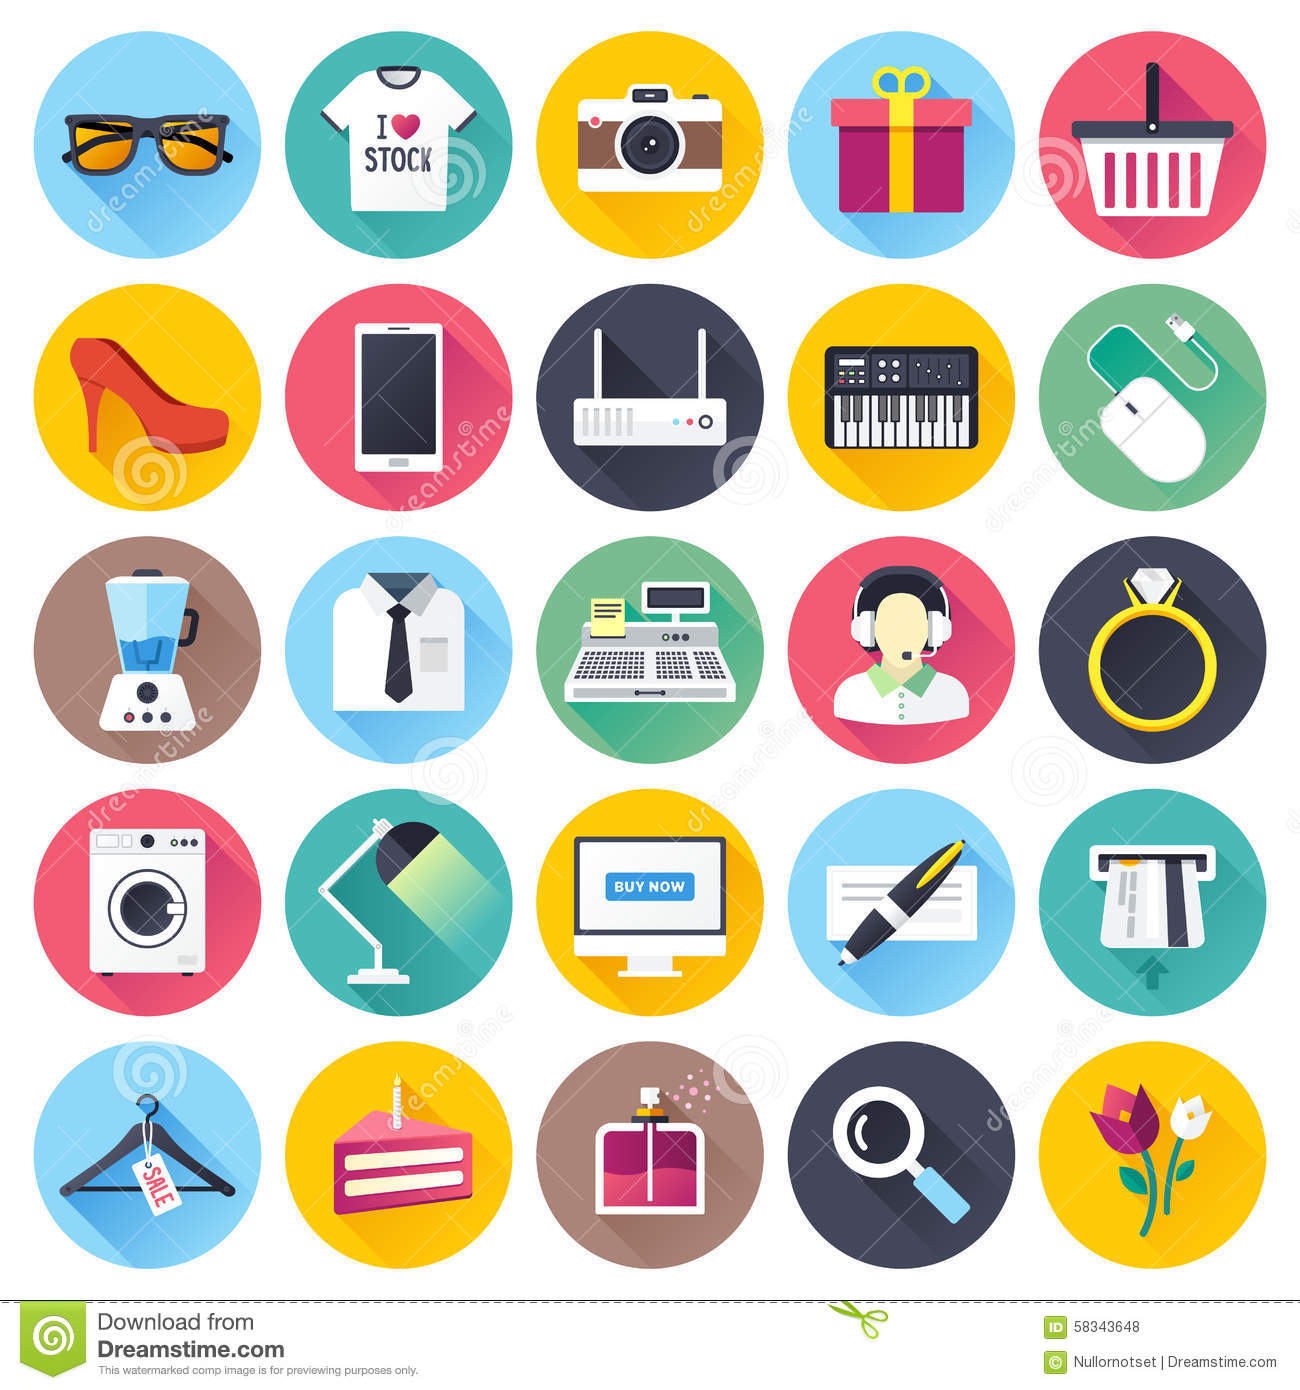 I
STOCK
BUY NOW
SALE
Download from
Dreamstime.com
This watermarked comp image is for previewing purposes only.
ID 58343648
© Nullornotset | Dreamstime.com